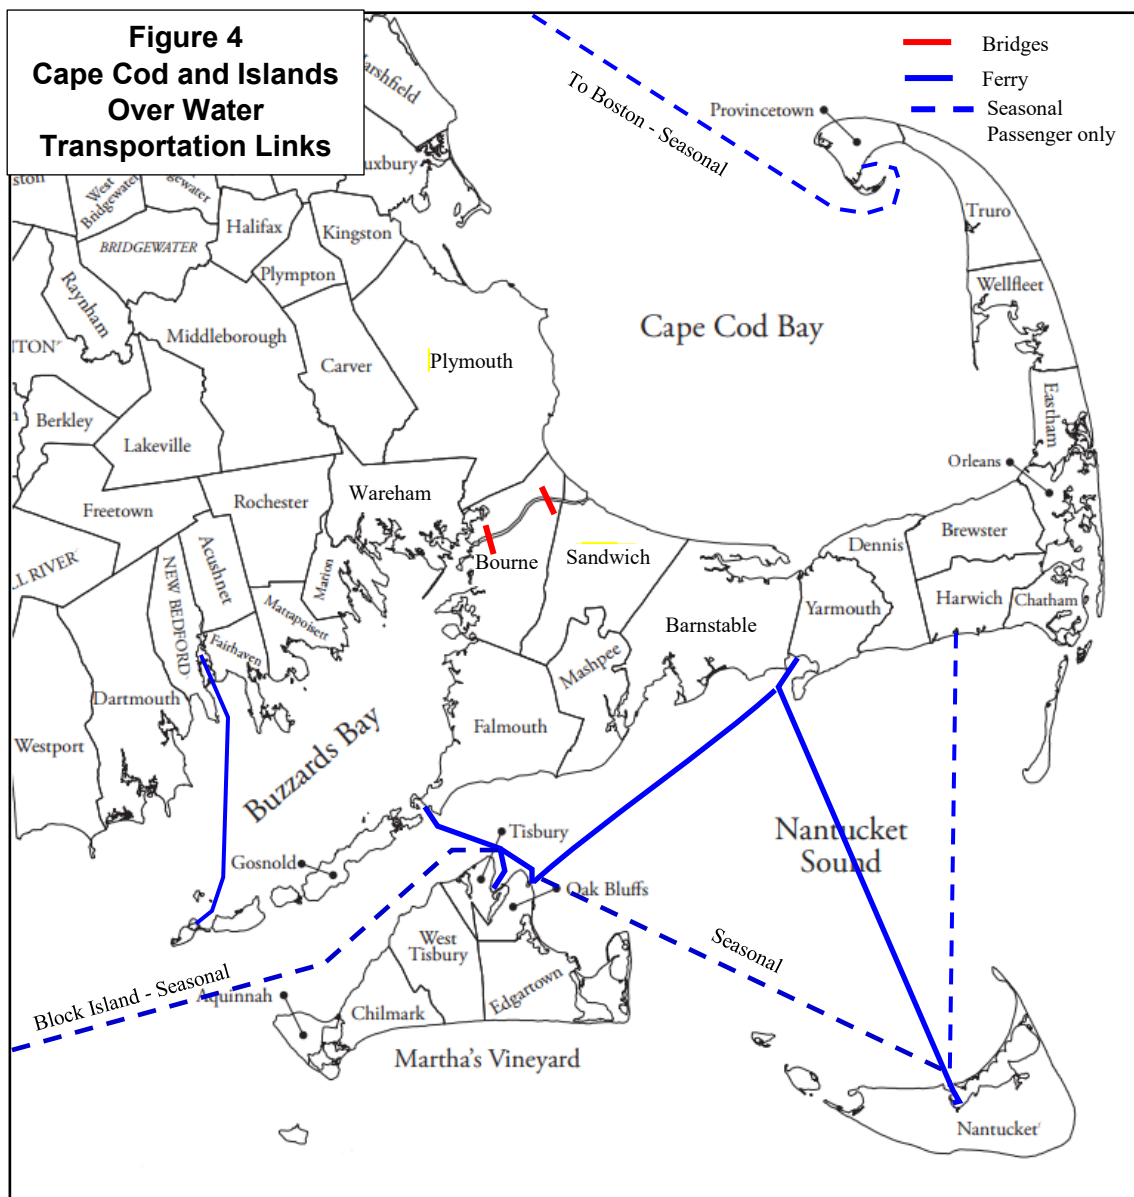 Figure 4
Cape Cod and Islands
Over Water
Transportation Links
Bridges
Ferry
Seasonal
Passenger only
To Boston - Seasonal
Provincetown
Truro
Wellfleet
Eastham
Orleans
Brewster
Dennis
Harwich
Chatham
Yarmouth
Barnstable
Sandwich
Mashpee
Bourne
Falmouth
Cape Cod Bay
Halifax
Kingston
West
Bridgewater
BRIDGEWATER
Plympton
Raynham
Middleborough
Carver
Plymouth
Berkley
Lakeville
Wareham
Rochester
Freetown
Acushnet
NEW BEDFORD
Marion
Mattapoisett
Fairhaven
Dartmouth
Westport
Buzzards Bay
Gosnold
Tisbury
Oak Bluffs
West
Tisbury
Edgartown
Chilmark
Aquinnah
Block Island - Seasonal
Martha's Vineyard
Nantucket
Sound
Seasonal
Nantucket